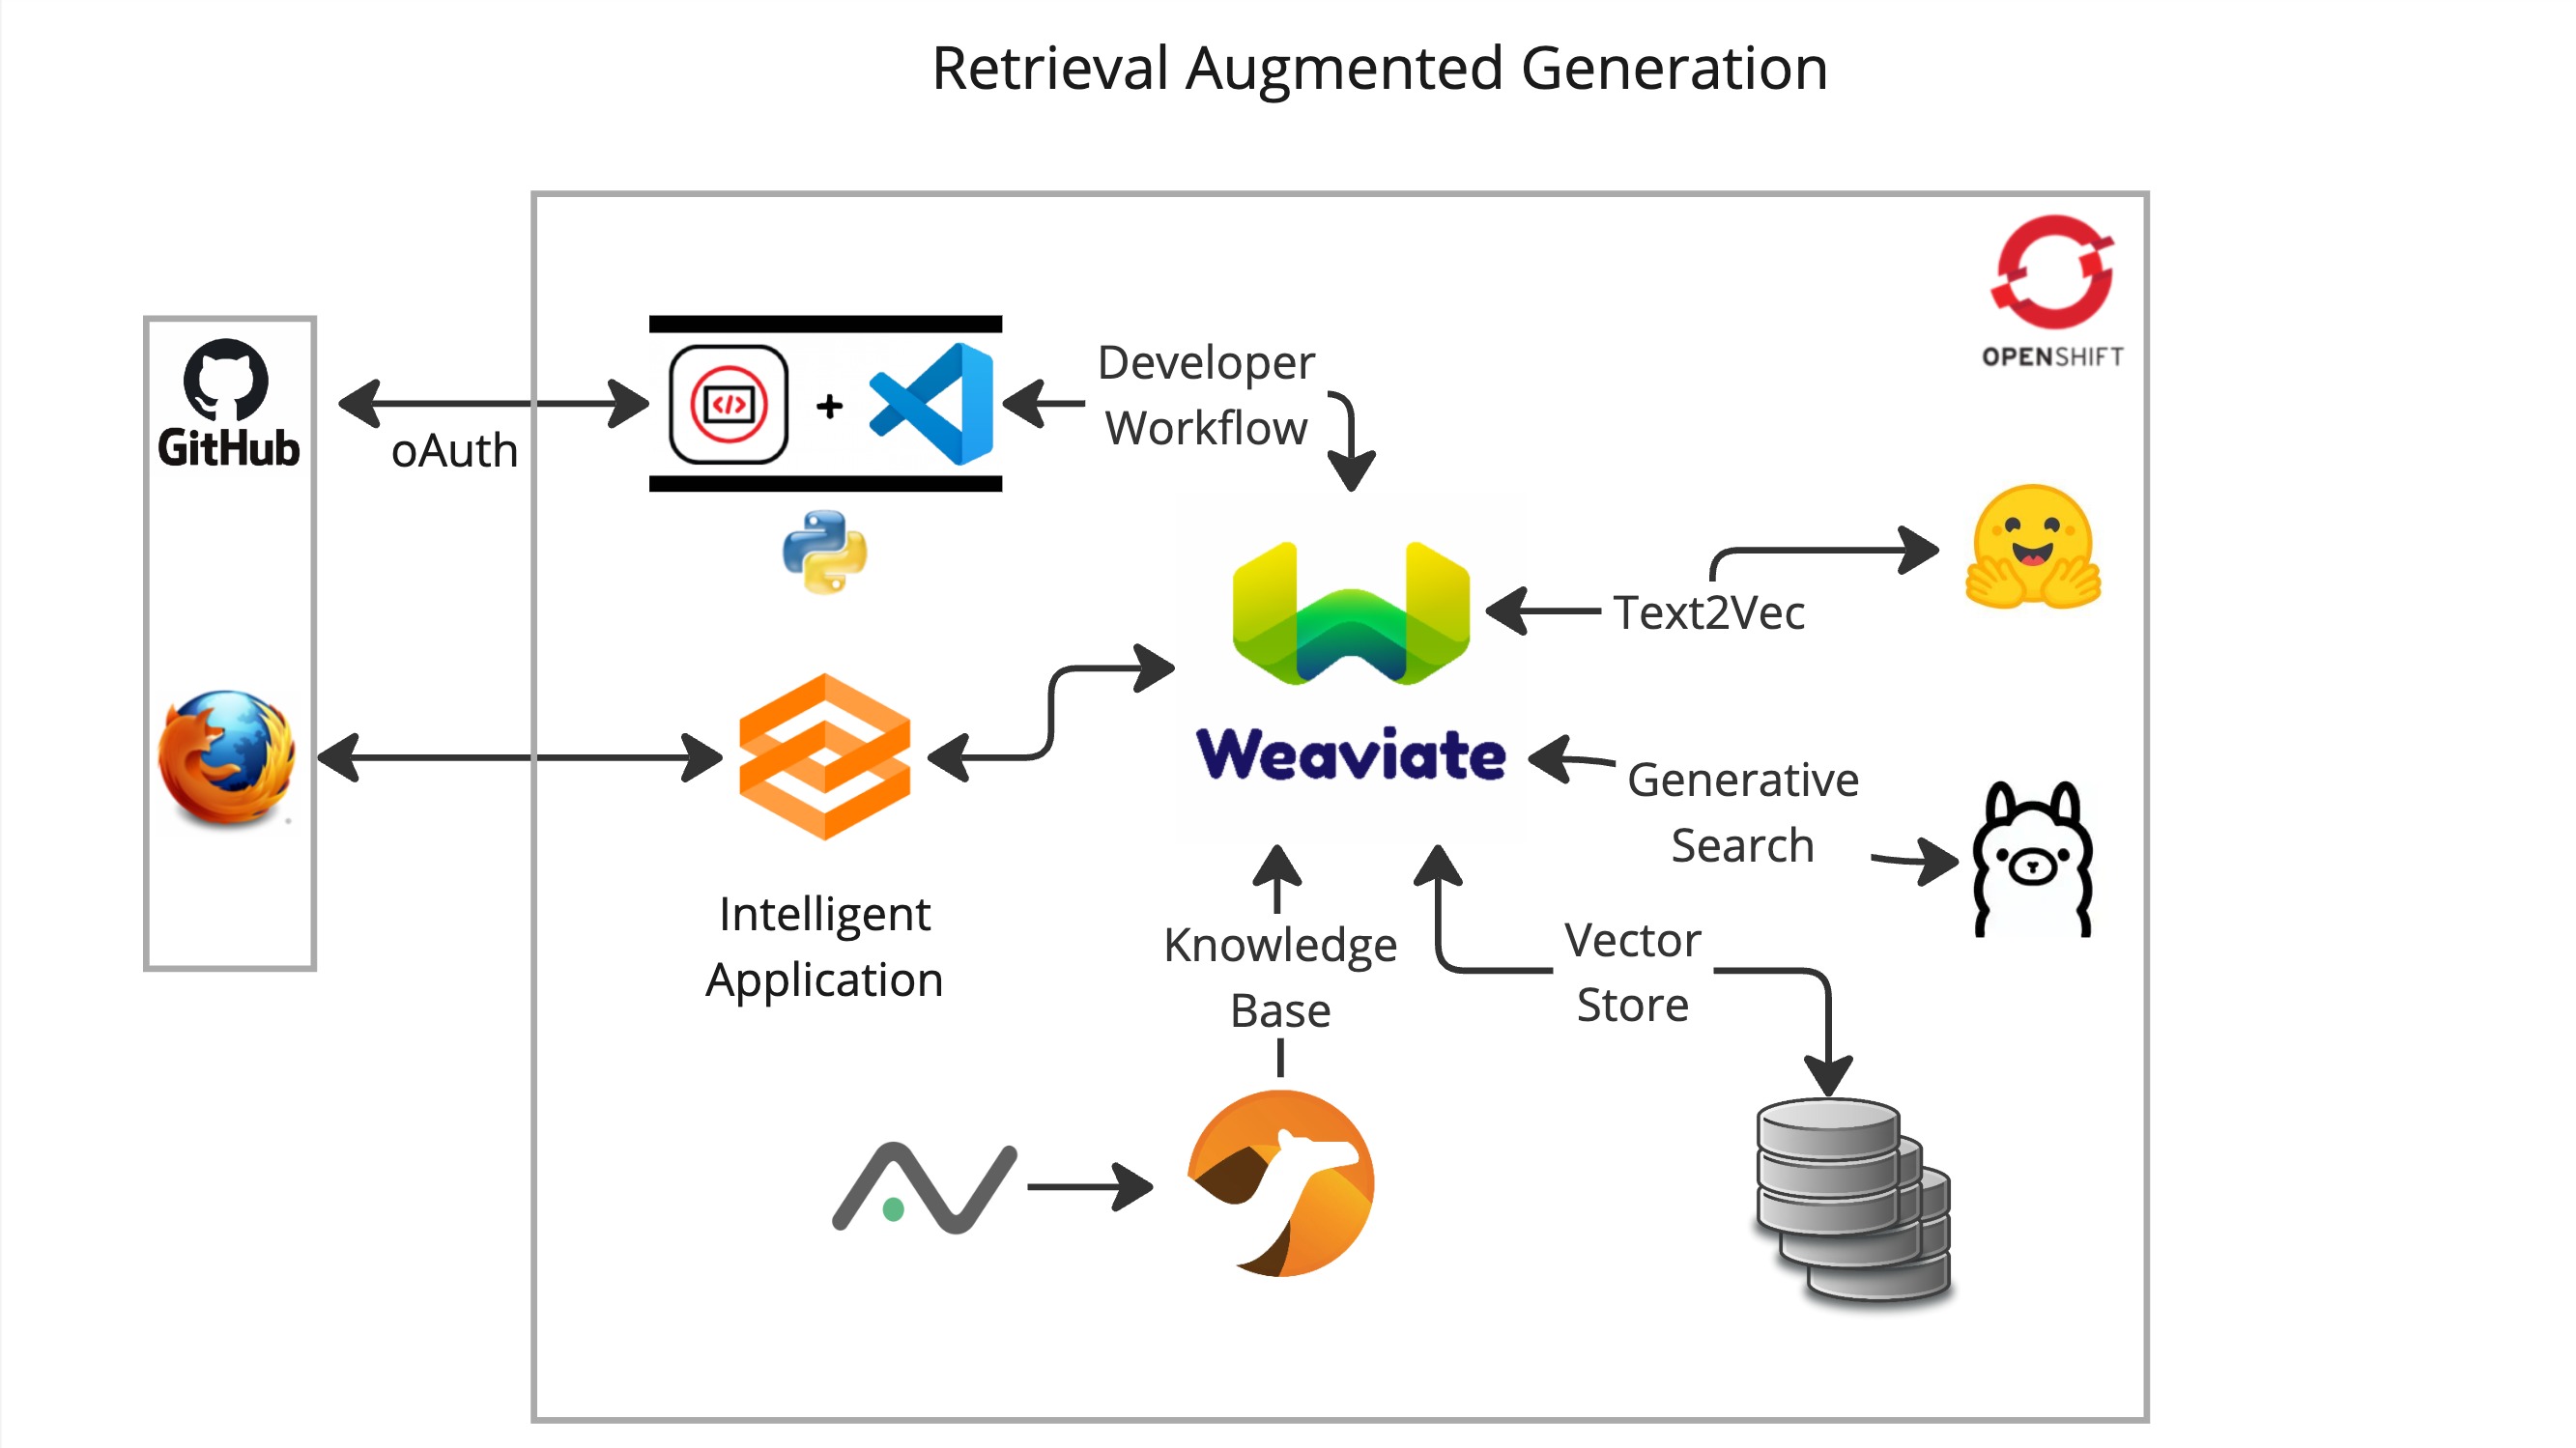 Retrieval Augmented Generation
OPENSHIFT
GitHub
oAuth
</>
+
Developer
Workflow
Text2Vec
Weaviate
Generative
Search
Intelligent
Application
Knowledge
Base
Vector
Store